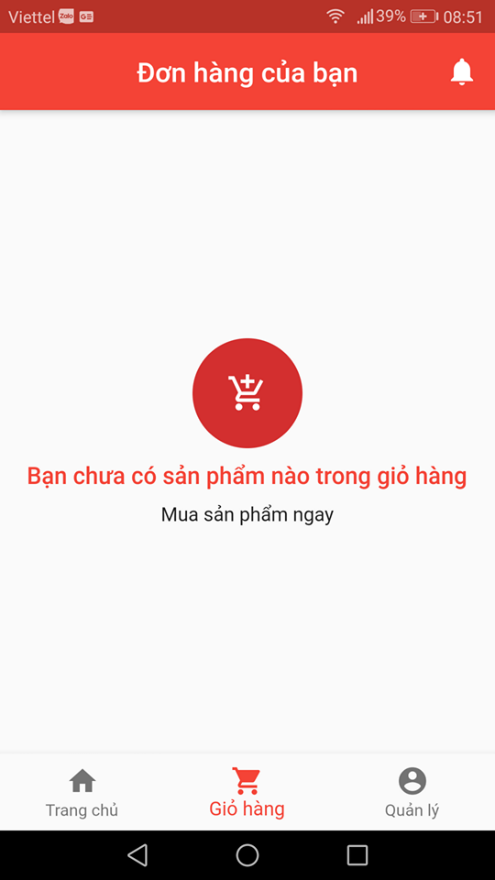 Viettel Zalo 39% 08:51
Đơn hàng của bạn
Bạn chưa có sản phẩm nào trong giỏ hàng
Mua sản phẩm ngay
Trang chủ Giỏ hàng Quản lý